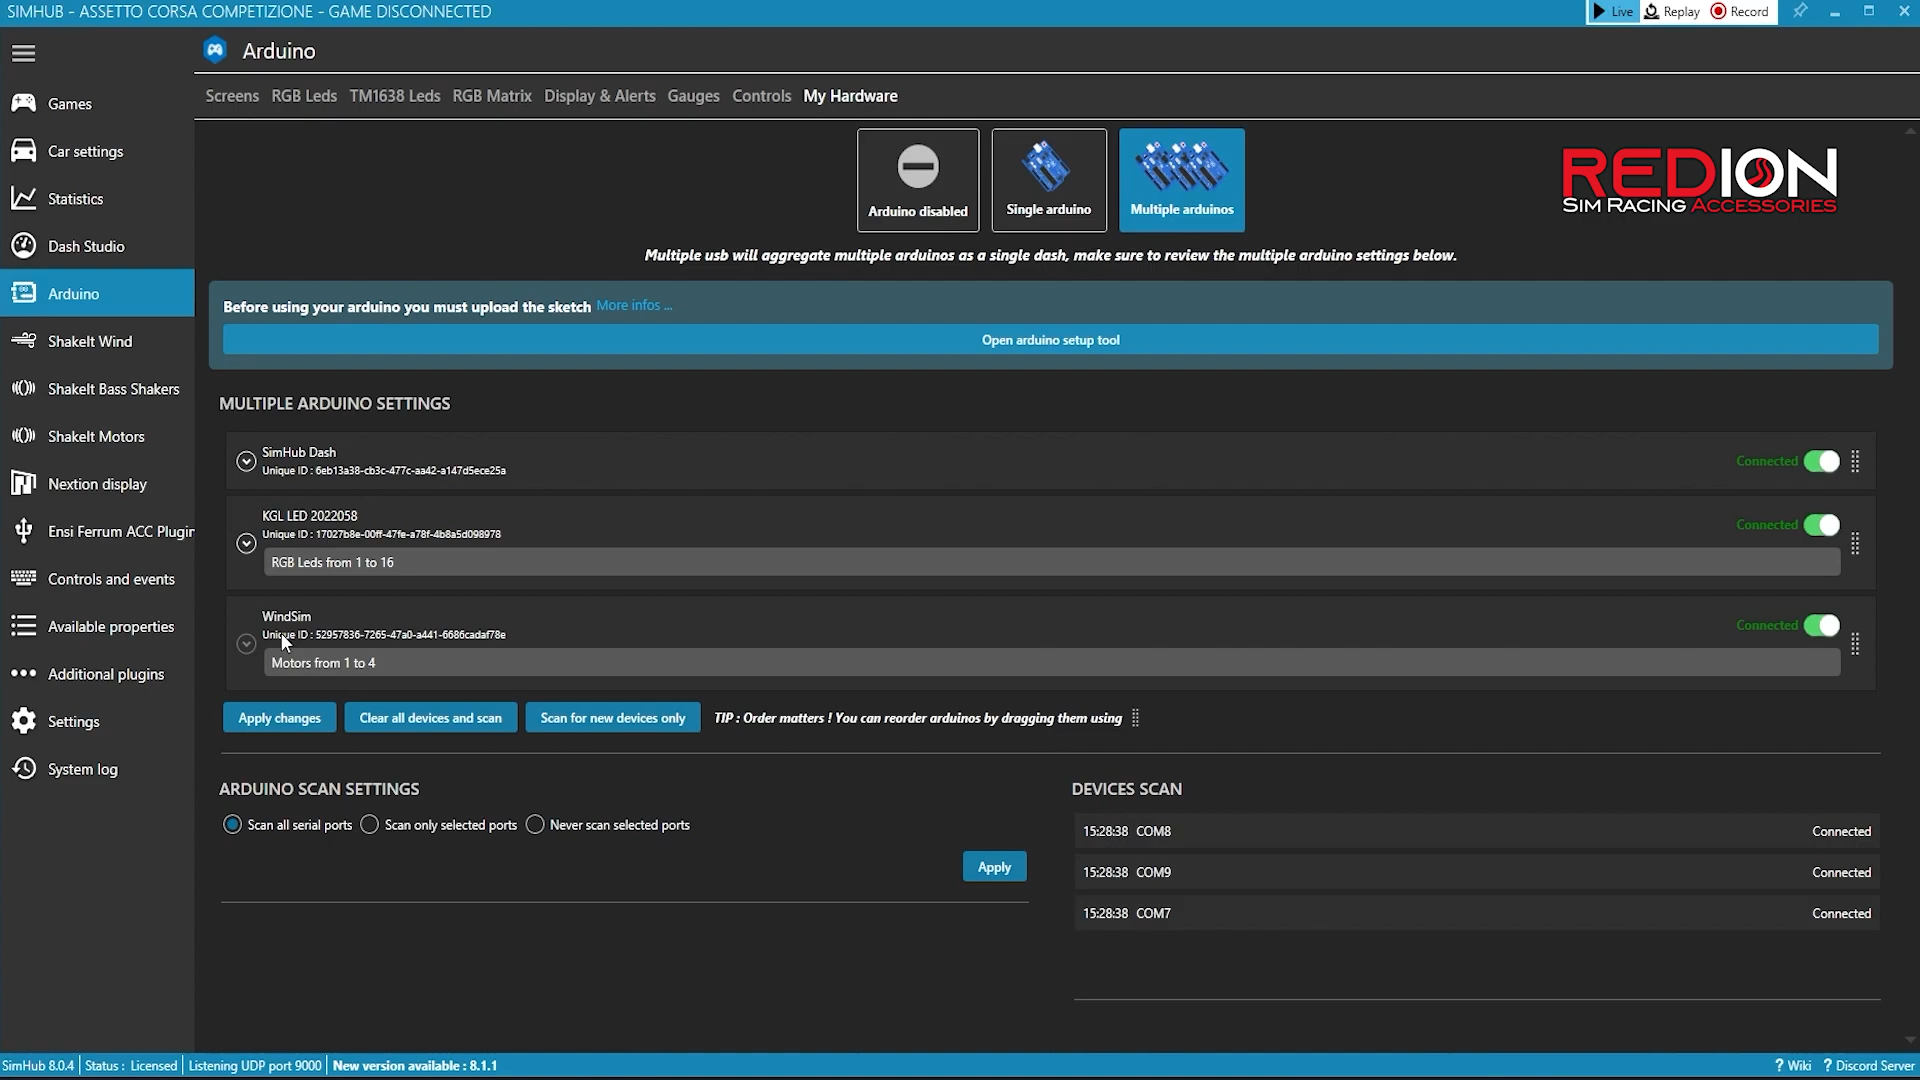 SIMHUB - ASSETTO CORSA COMPETIZIONE - GAME DISCONNECTED
Live
Replay
Record
Arduino
Screens RGB Leds TM1638 Leds RGB Matrix Display & Alerts Gauges Controls My Hardware
Games
Car settings
Statistics
Dash Studio
Arduino
ShakeIt Wind
ShakeIt Bass Shakers
ShakeIt Motors
Nextion display
Ensi Ferrum ACC Plugin
Controls and events
Available properties
Additional plugins
Settings
System log
Arduino disabled
Single arduino
Multiple arduinos
REDION
SIM RACING ACCESSORIES
Multiple usb will aggregate multiple arduinos as a single dash, make sure to review the multiple arduino settings below.
Before using your arduino you must upload the sketch More infos ...
Open arduino setup tool
MULTIPLE ARDUINO SETTINGS
SimHub Dash
Unique ID : 6eb13a38-cb3c-477c-aa42-a147d5ece25a
Connected
KGL LED 2022058
Unique ID : 17027b8e-00ff-47fe-a78f-4b8a5d098978
Connected
RGB Leds from 1 to 16
WindSim
Unique ID : 52957836-7265-47a0-a441-6686cadaf78e
Connected
Motors from 1 to 4
Apply changes
Clear all devices and scan
Scan for new devices only
TIP : Order matters ! You can reorder arduinos by dragging them using
ARDUINO SCAN SETTINGS
Scan all serial ports
Scan only selected ports
Never scan selected ports
Apply
DEVICES SCAN
15:28:38 COM8 Connected
15:28:38 COM9 Connected
15:28:38 COM7 Connected
SimHub 8.0.4 Status : Licensed Listening UDP port 9000 New version available : 8.1.1
? Wiki ? Discord Server